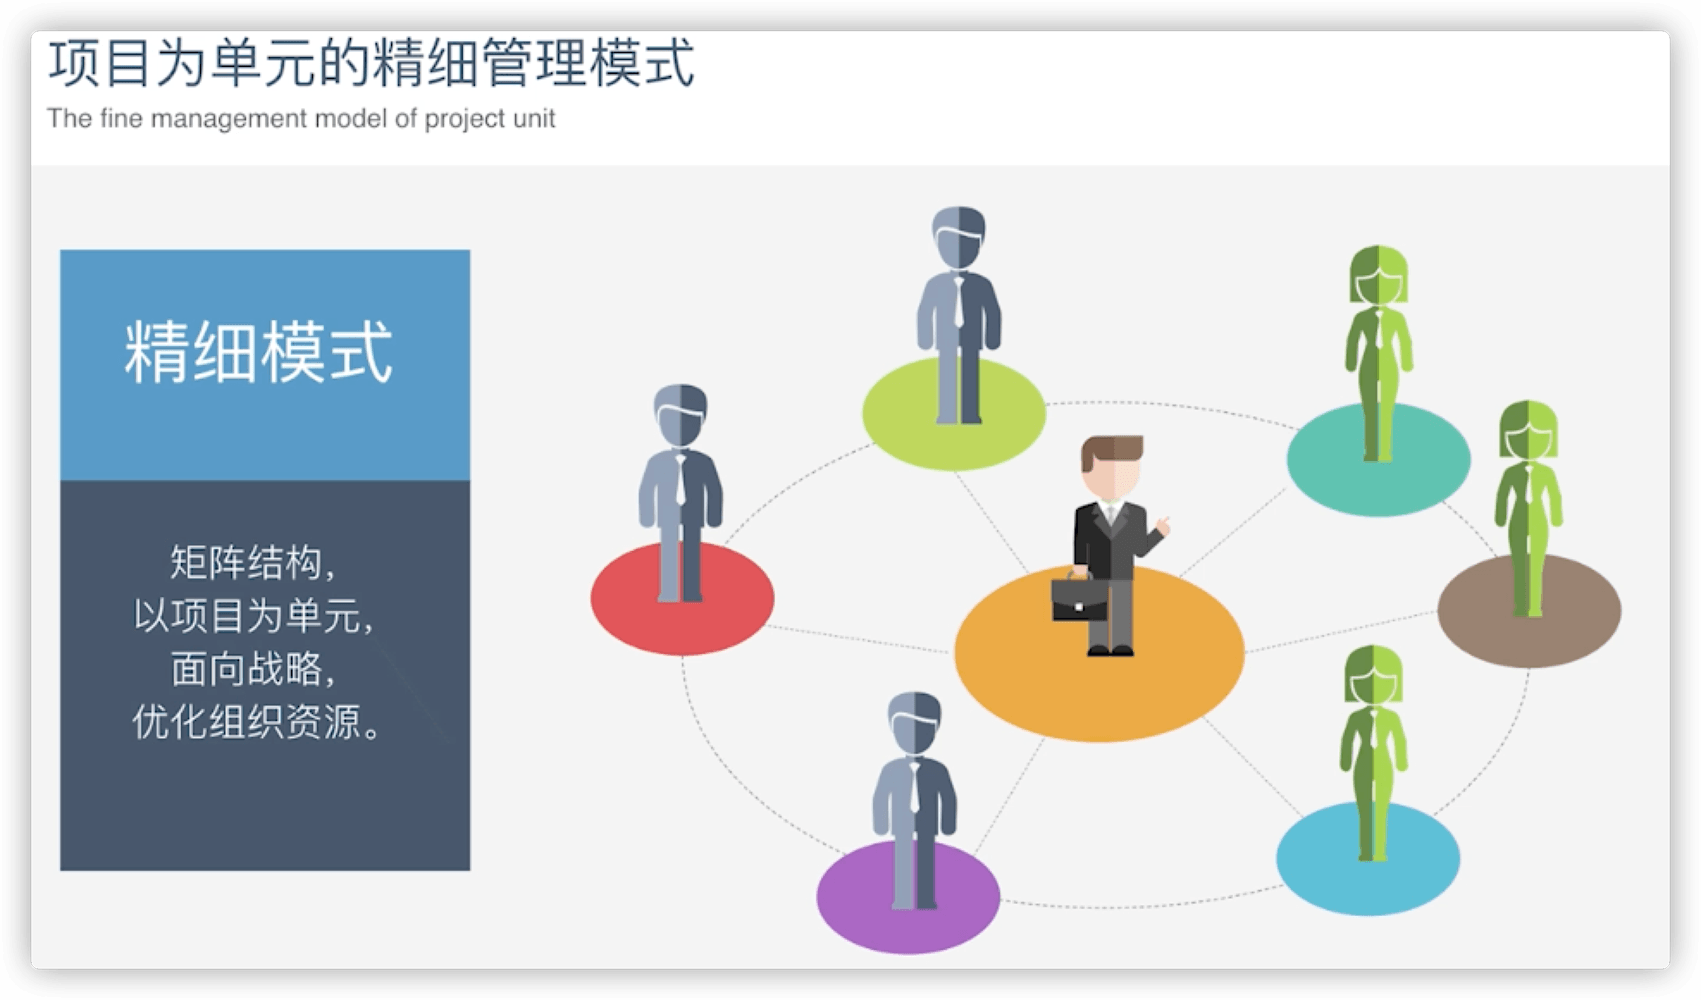 项目为单元的精细管理模式
The fine management model of project unit
精细模式
矩阵结构，
以项目为单元，
面向战略，
优化组织资源。